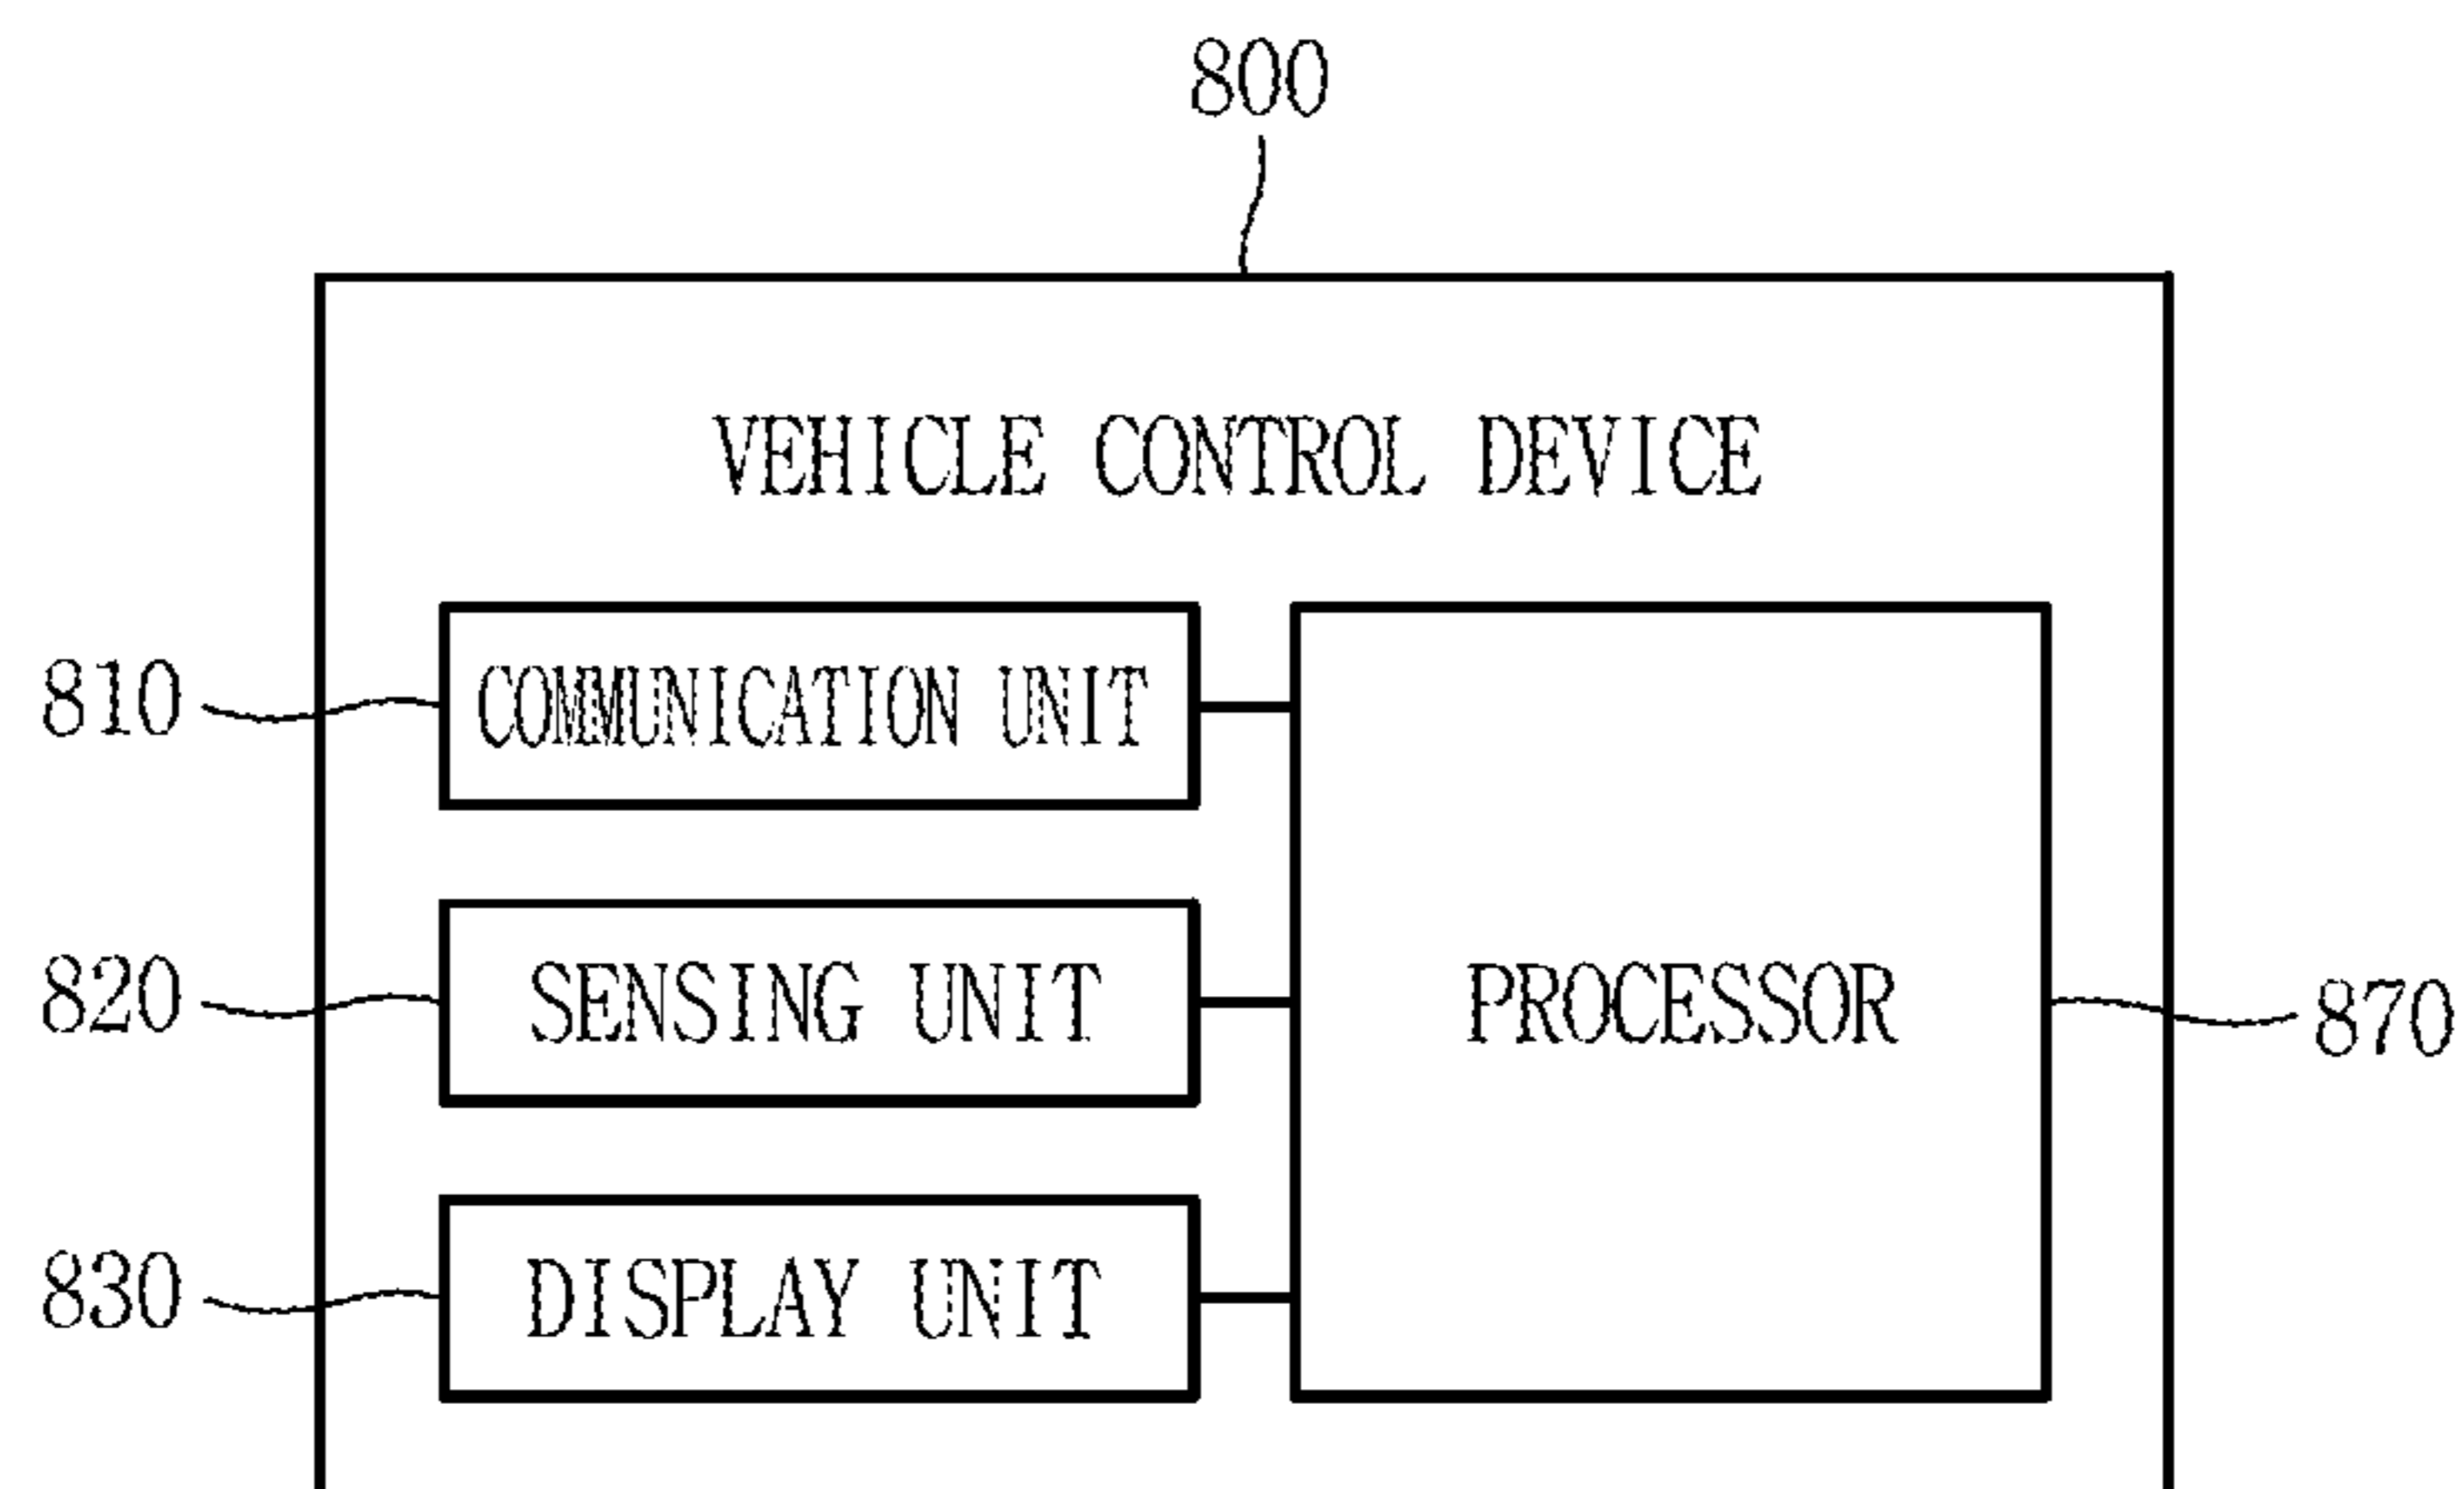 800
VEHICLE CONTROL DEVICE
810
COMMUNICATION UNIT
820
SENSING UNIT
PROCESSOR
870
830
DISPLAY UNIT